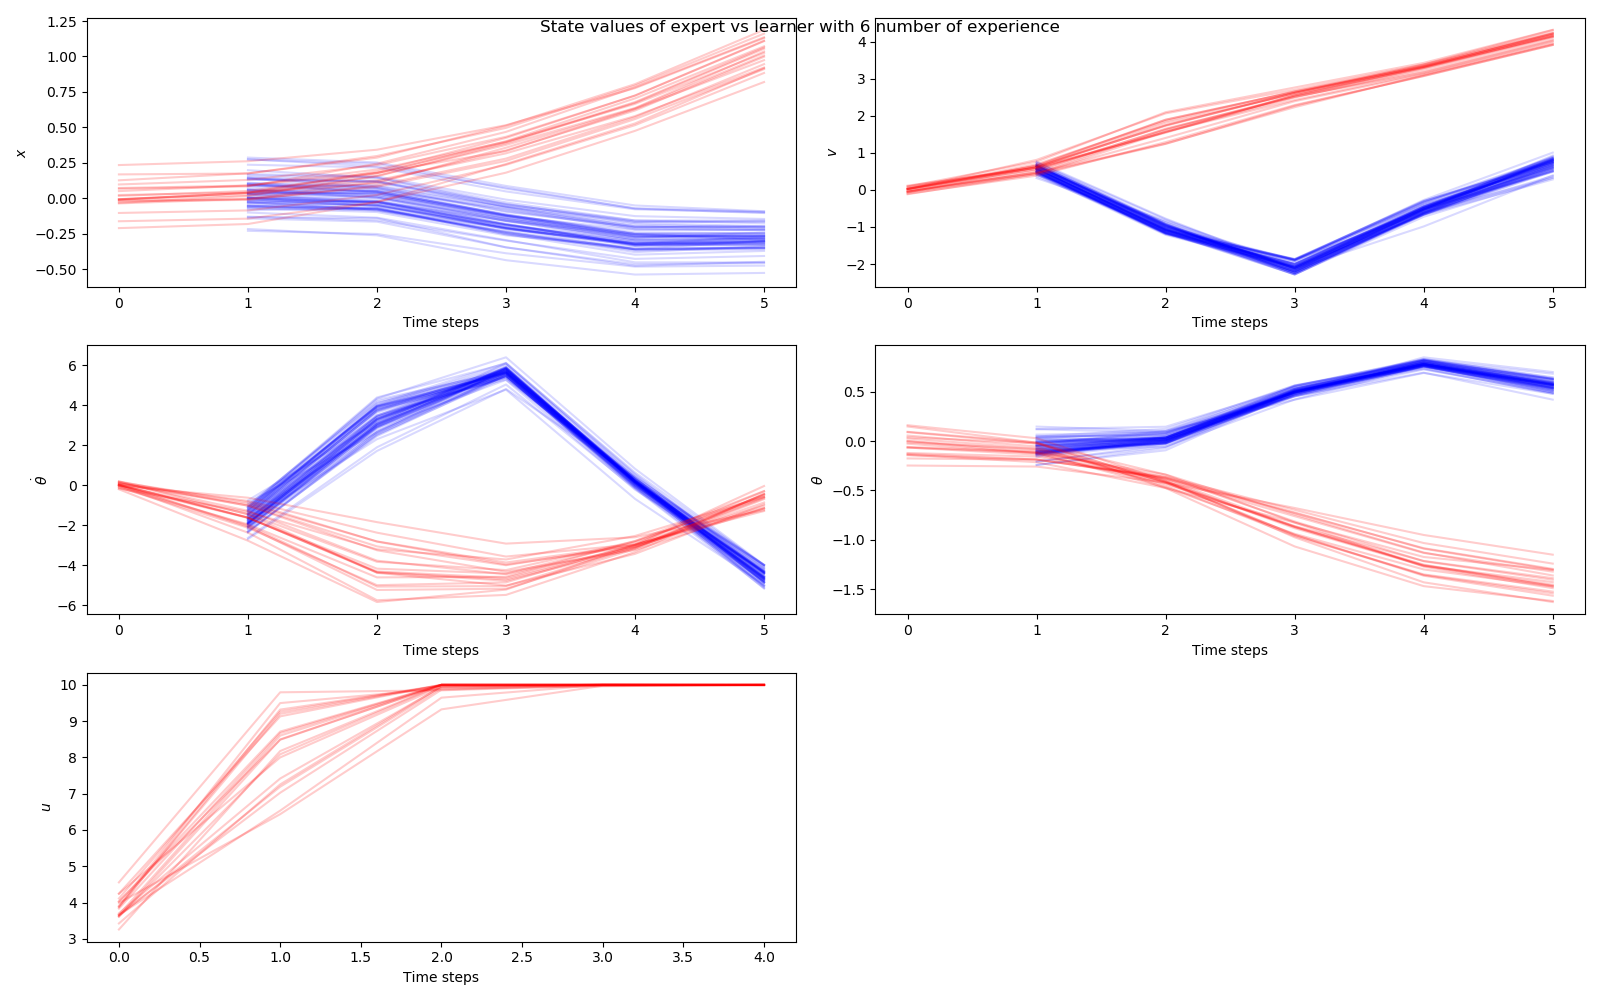 State values of expert vs learner with 6 number of experience
1.25
1.00
0.75
0.50
0.25
0.00
−0.25
−0.50
x
0 1 2 3 4 5
Time steps
4
3
2
1
0
−1
−2
v
0 1 2 3 4 5
Time steps
6
4
2
0
−2
−4
−6
θ̇
0 1 2 3 4 5
Time steps
0.5
0.0
−0.5
−1.0
−1.5
θ
0 1 2 3 4 5
Time steps
10
9
8
7
6
5
4
3
u
0.0 0.5 1.0 1.5 2.0 2.5 3.0 3.5 4.0
Time steps